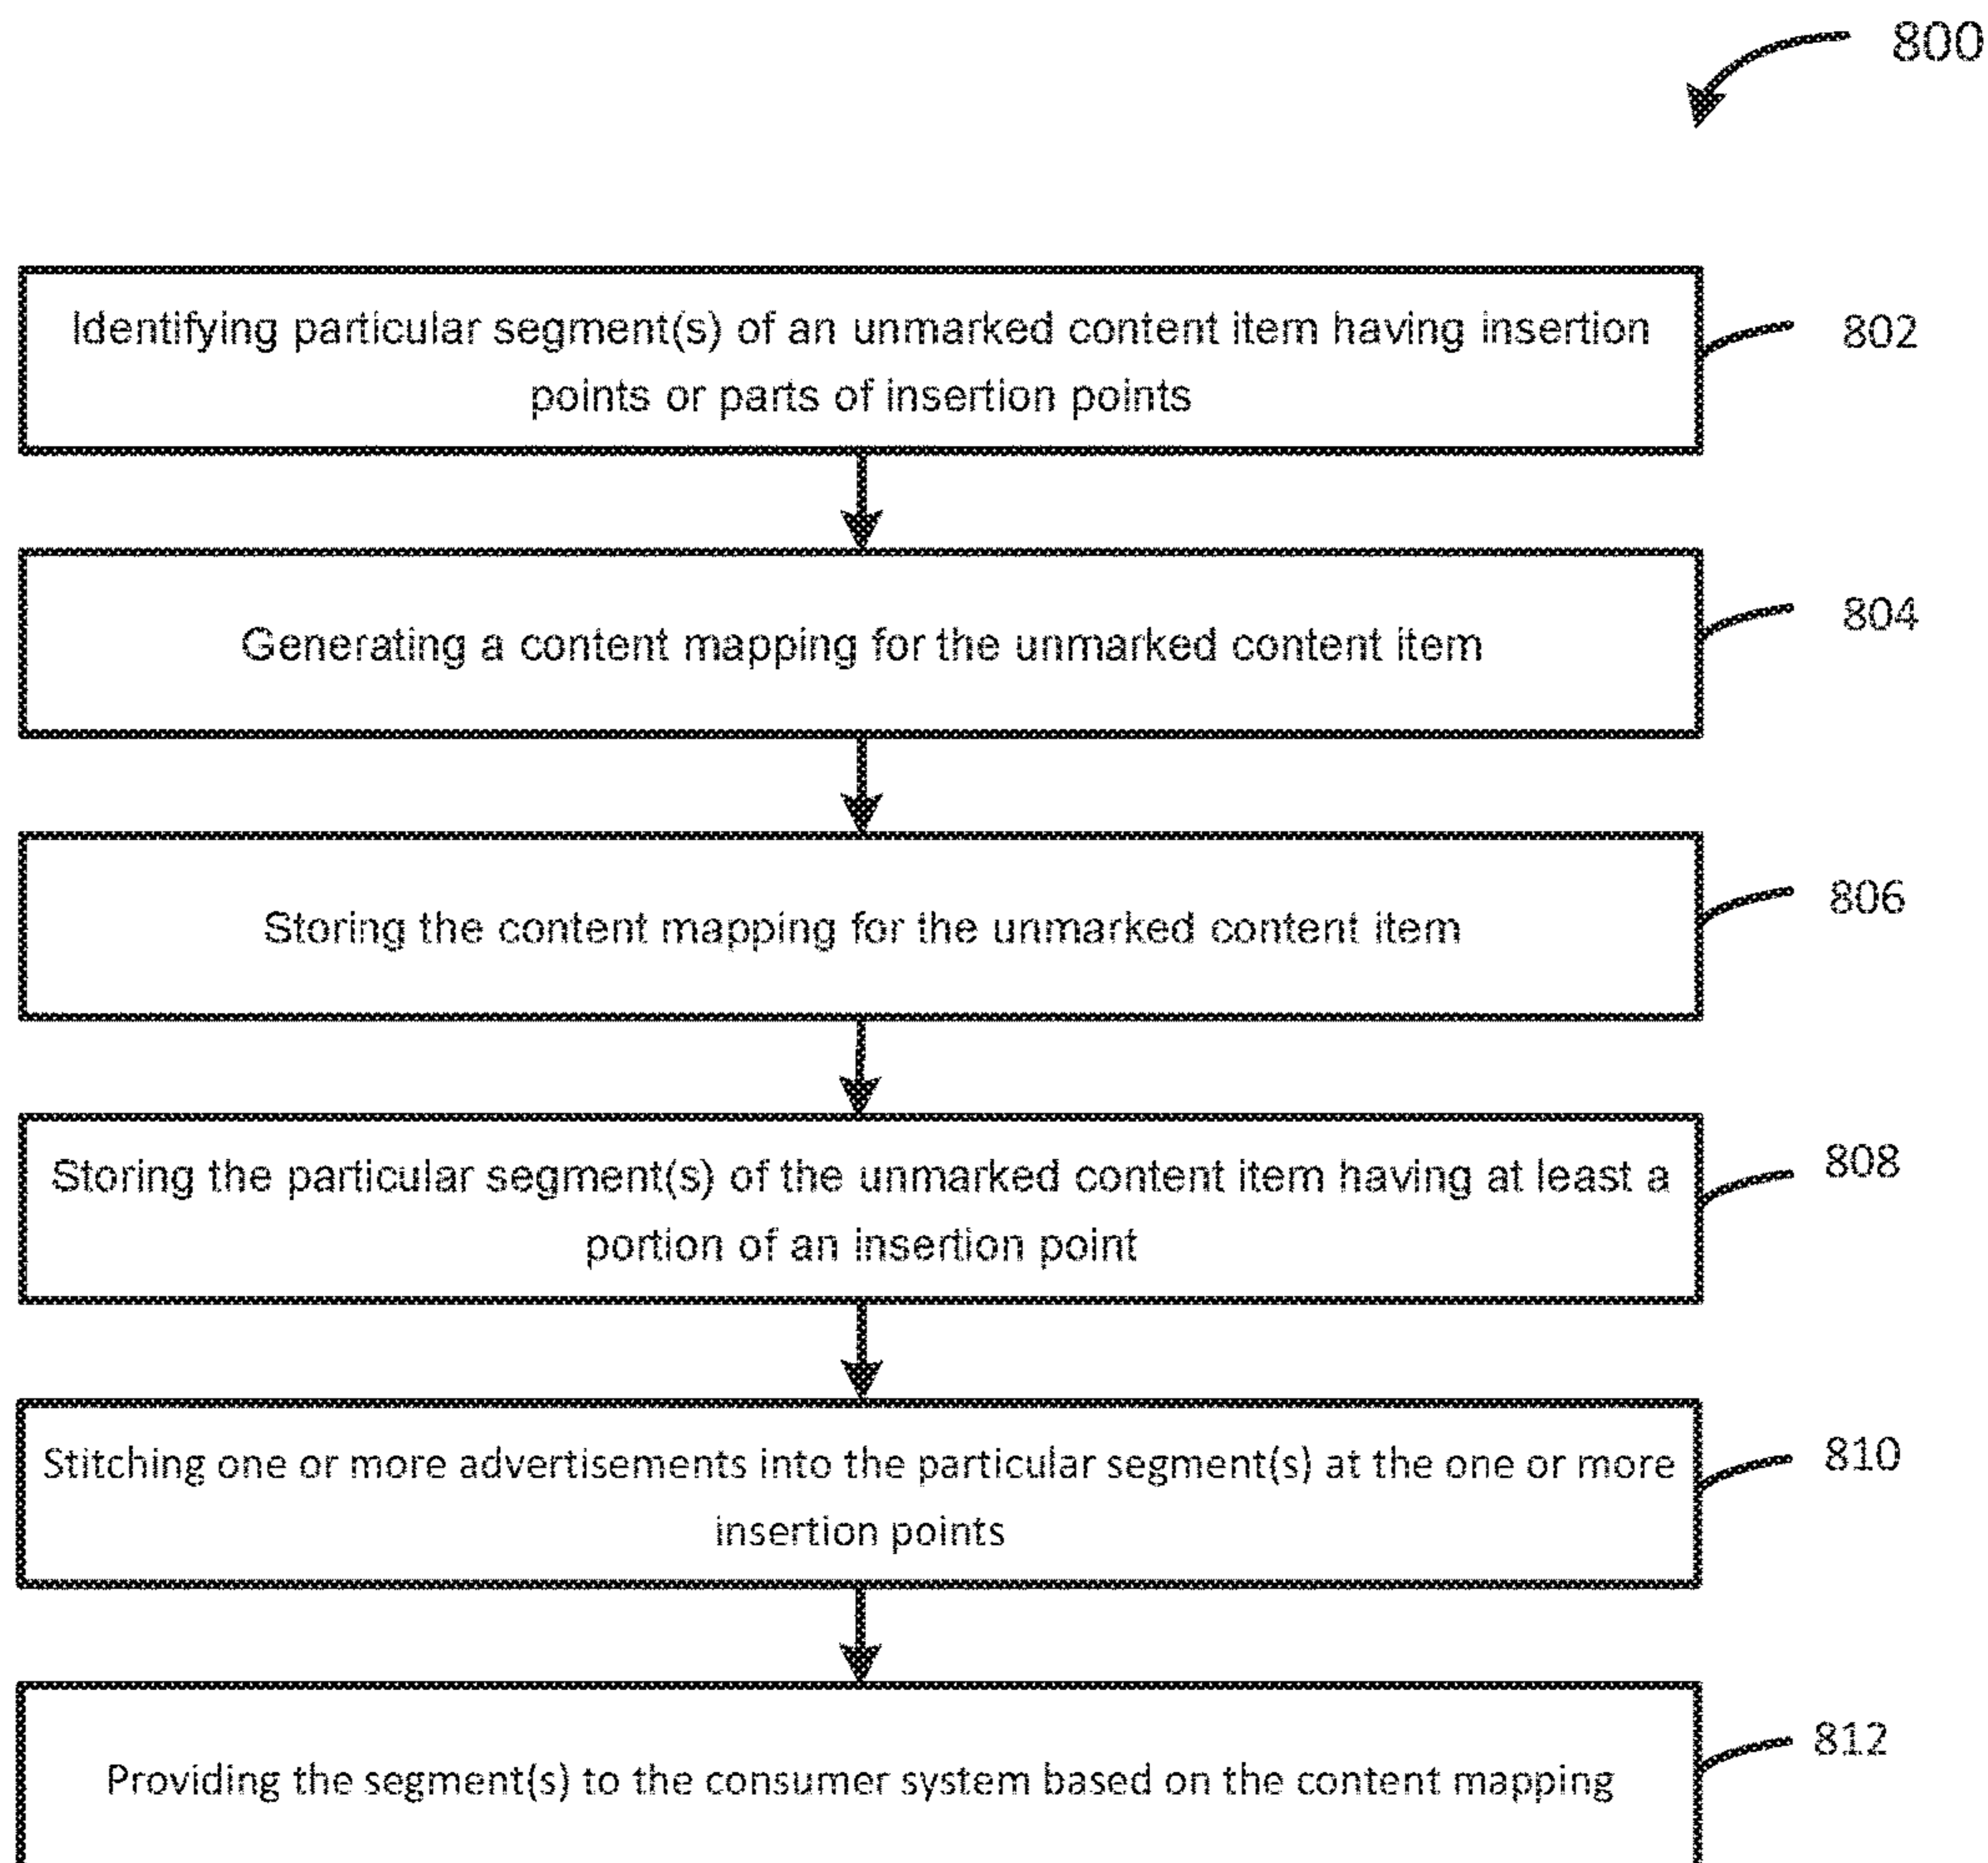 800
Identifying particular segment(s) of an unmarked content item having insertion
points or parts of insertion points
802
Generating a content mapping for the unmarked content item
804
Storing the content mapping for the unmarked content item
806
Storing the particular segment(s) of the unmarked content item having at least a
portion of an insertion point
808
Stitching one or more advertisements into the particular segment(s) at the one or more
insertion points
810
Providing the segment(s) to the consumer system based on the content mapping
812